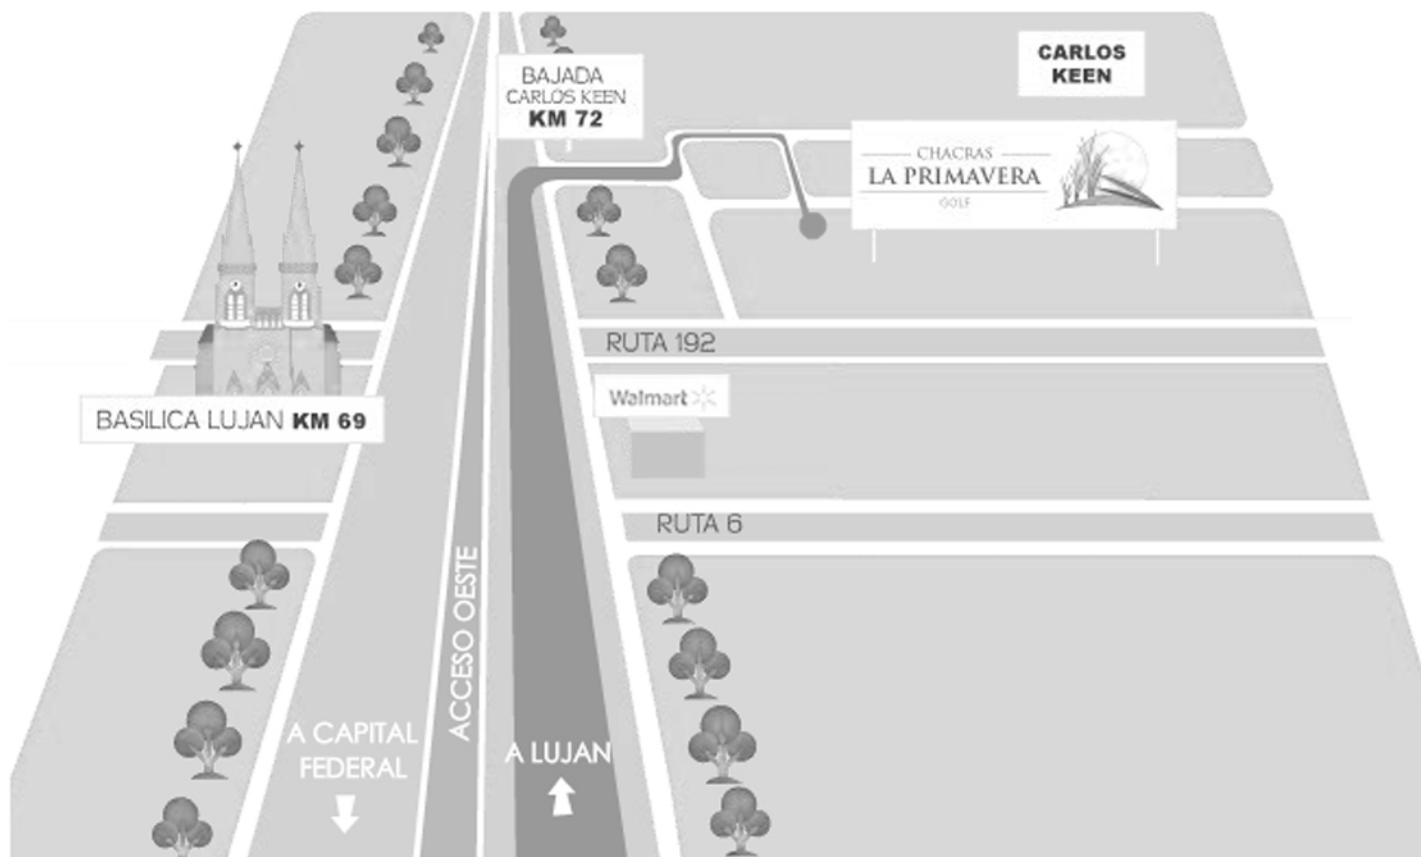 CARLOS
KEEN
BAJADA
CARLOS KEEN
KM 72
CHACRAS
LA PRIMAVERA
GOLF
RUTA 192
Walmart
BASILICA LUJAN KM 69
RUTA 6
ACCESO OESTE
A CAPITAL
FEDERAL
A LUJAN